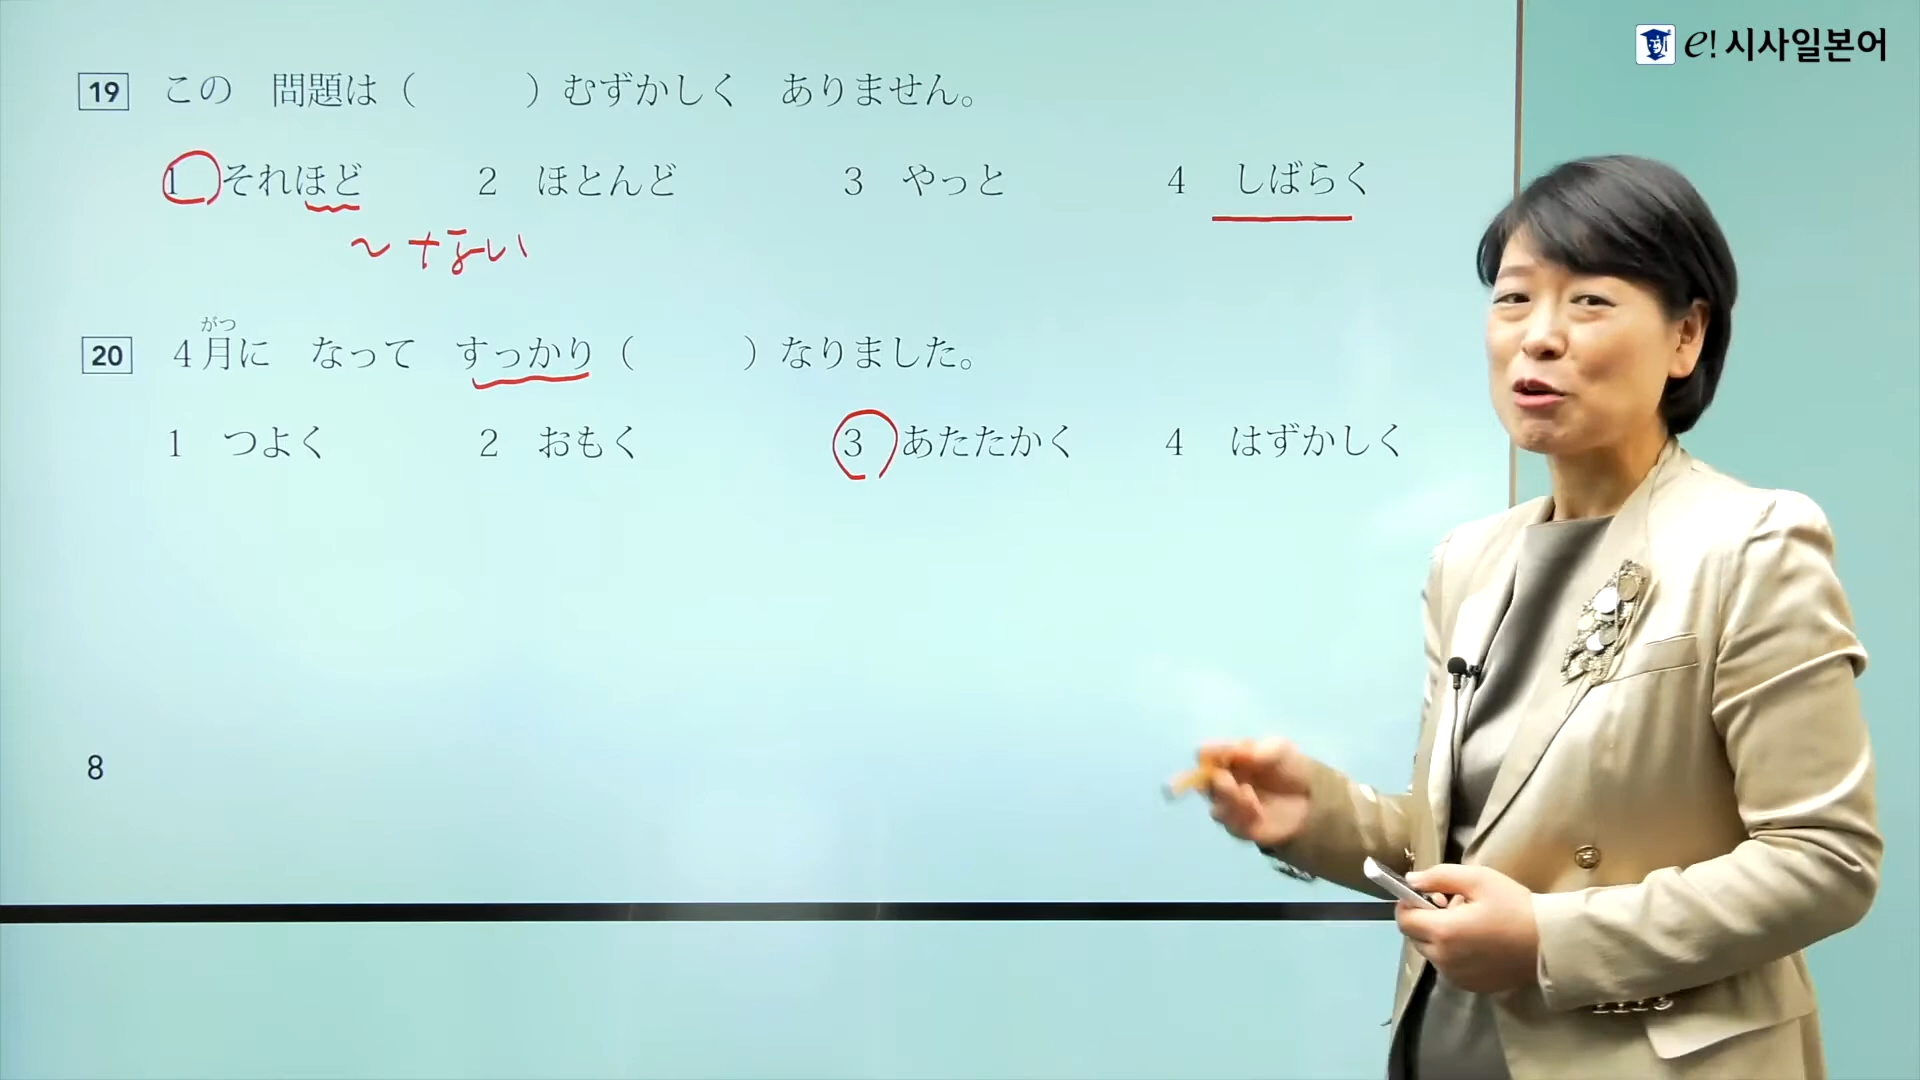 e! 시사일본어
19 この 問題は（　　　）むずかしく ありません。
1 それほど 2 ほとんど 3 やっと 4 しばらく
～ +ない
がつ
20 4月に なって すっかり（　　　）なりました。
1 つよく 2 おもく 3 あたたかく 4 はずかしく
8